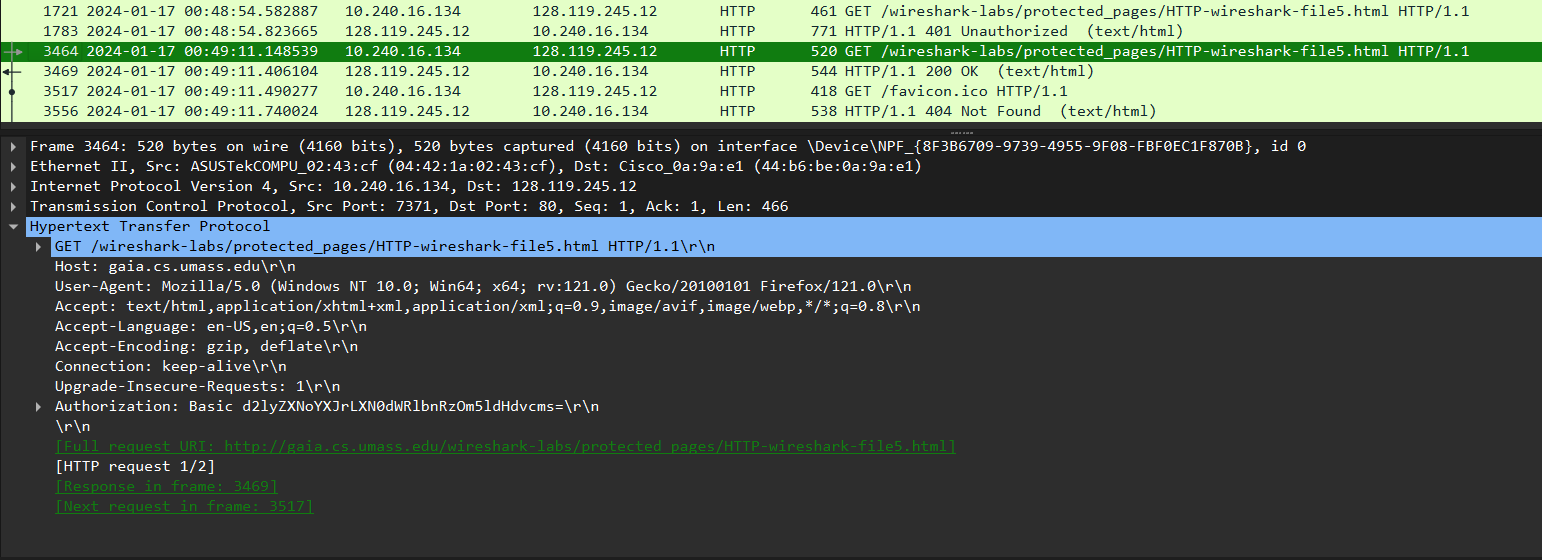 1721 2024-01-17 00:48:54.582887 10.240.16.134 128.119.245.12 HTTP 461 GET /wireshark-labs/protected_pages/HTTP-wireshark-file5.html HTTP/1.1
1783 2024-01-17 00:48:54.823665 128.119.245.12 10.240.16.134 HTTP 771 HTTP/1.1 401 Unauthorized (text/html)
3464 2024-01-17 00:49:11.148539 10.240.16.134 128.119.245.12 HTTP 520 GET /wireshark-labs/protected_pages/HTTP-wireshark-file5.html HTTP/1.1
3469 2024-01-17 00:49:11.406104 128.119.245.12 10.240.16.134 HTTP 544 HTTP/1.1 200 OK (text/html)
3517 2024-01-17 00:49:11.490277 10.240.16.134 128.119.245.12 HTTP 418 GET /favicon.ico HTTP/1.1
3556 2024-01-17 00:49:11.740024 128.119.245.12 10.240.16.134 HTTP 538 HTTP/1.1 404 Not Found (text/html)
Frame 3464: 520 bytes on wire (4160 bits), 520 bytes captured (4160 bits) on interface \Device\NPF_{8F3B6709-9739-4955-9F08-FBF0EC1F870B}, id 0
Ethernet II, Src: ASUSTekCOMPU_02:43:cf (04:42:1a:02:43:cf), Dst: Cisco_0a:9a:e1 (44:b6:be:0a:9a:e1)
Internet Protocol Version 4, Src: 10.240.16.134, Dst: 128.119.245.12
Transmission Control Protocol, Src Port: 7371, Dst Port: 80, Seq: 1, Ack: 1, Len: 466
Hypertext Transfer Protocol
GET /wireshark-labs/protected_pages/HTTP-wireshark-file5.html HTTP/1.1\r\n
Host: gaia.cs.umass.edu\r\n
User-Agent: Mozilla/5.0 (Windows NT 10.0; Win64; x64; rv:121.0) Gecko/20100101 Firefox/121.0\r\n
Accept: text/html,application/xhtml+xml,application/xml;q=0.9,image/avif,image/webp,*/*;q=0.8\r\n
Accept-Language: en-US,en;q=0.5\r\n
Accept-Encoding: gzip, deflate\r\n
Connection: keep-alive\r\n
Upgrade-Insecure-Requests: 1\r\n
Authorization: Basic d2lyZXNoYXJrLXN0dWRlbnRzOm5ldHdvcms=\r\n
\r\n
[Full request URI: http://gaia.cs.umass.edu/wireshark-labs/protected_pages/HTTP-wireshark-file5.html]
[HTTP request 1/2]
[Response in frame: 3469]
[Next request in frame: 3517]